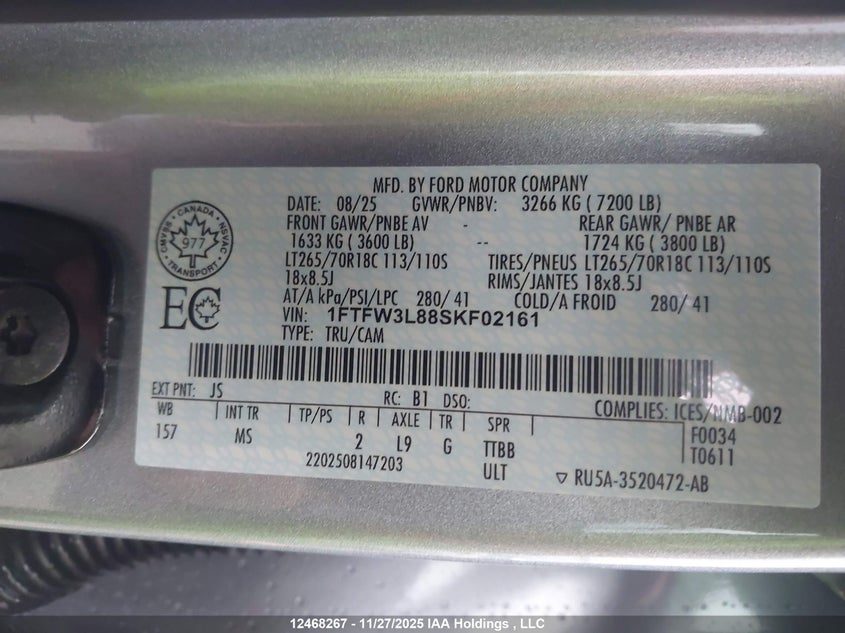 MFD. BY FORD MOTOR COMPANY
DATE: 08/25 GVWR/PNBV: 3266 KG ( 7200 LB)
FRONT GAWR/PNBE AV - REAR GAWR/ PNBE AR
1633 KG ( 3600 LB) -- 1724 KG ( 3800 LB)
LT265/70R18C 113/110S TIRES/PNEUS LT265/70R18C 113/110S
18x8.5J RIMS/JANTES 18x8.5J
AT/A kPa/PSI/LPC 280/ 41 COLD/A FROID 280/ 41
VIN: 1FTFW3L88SKF02161
TYPE: TRU/CAM
CANADA
CMVSS NSVAC
977
TRANSPORT
EC
EXT PNT: JS RC: B1 DSO: COMPLIES: ICES/NMB-002
WB INT TR TP/PS R AXLE TR SPR F0034
157 MS 2 L9 G TTBB T0611
2202508147203 ULT RU5A-3520472-AB
12468267 - 11/27/2025 IAA Holdings , LLC